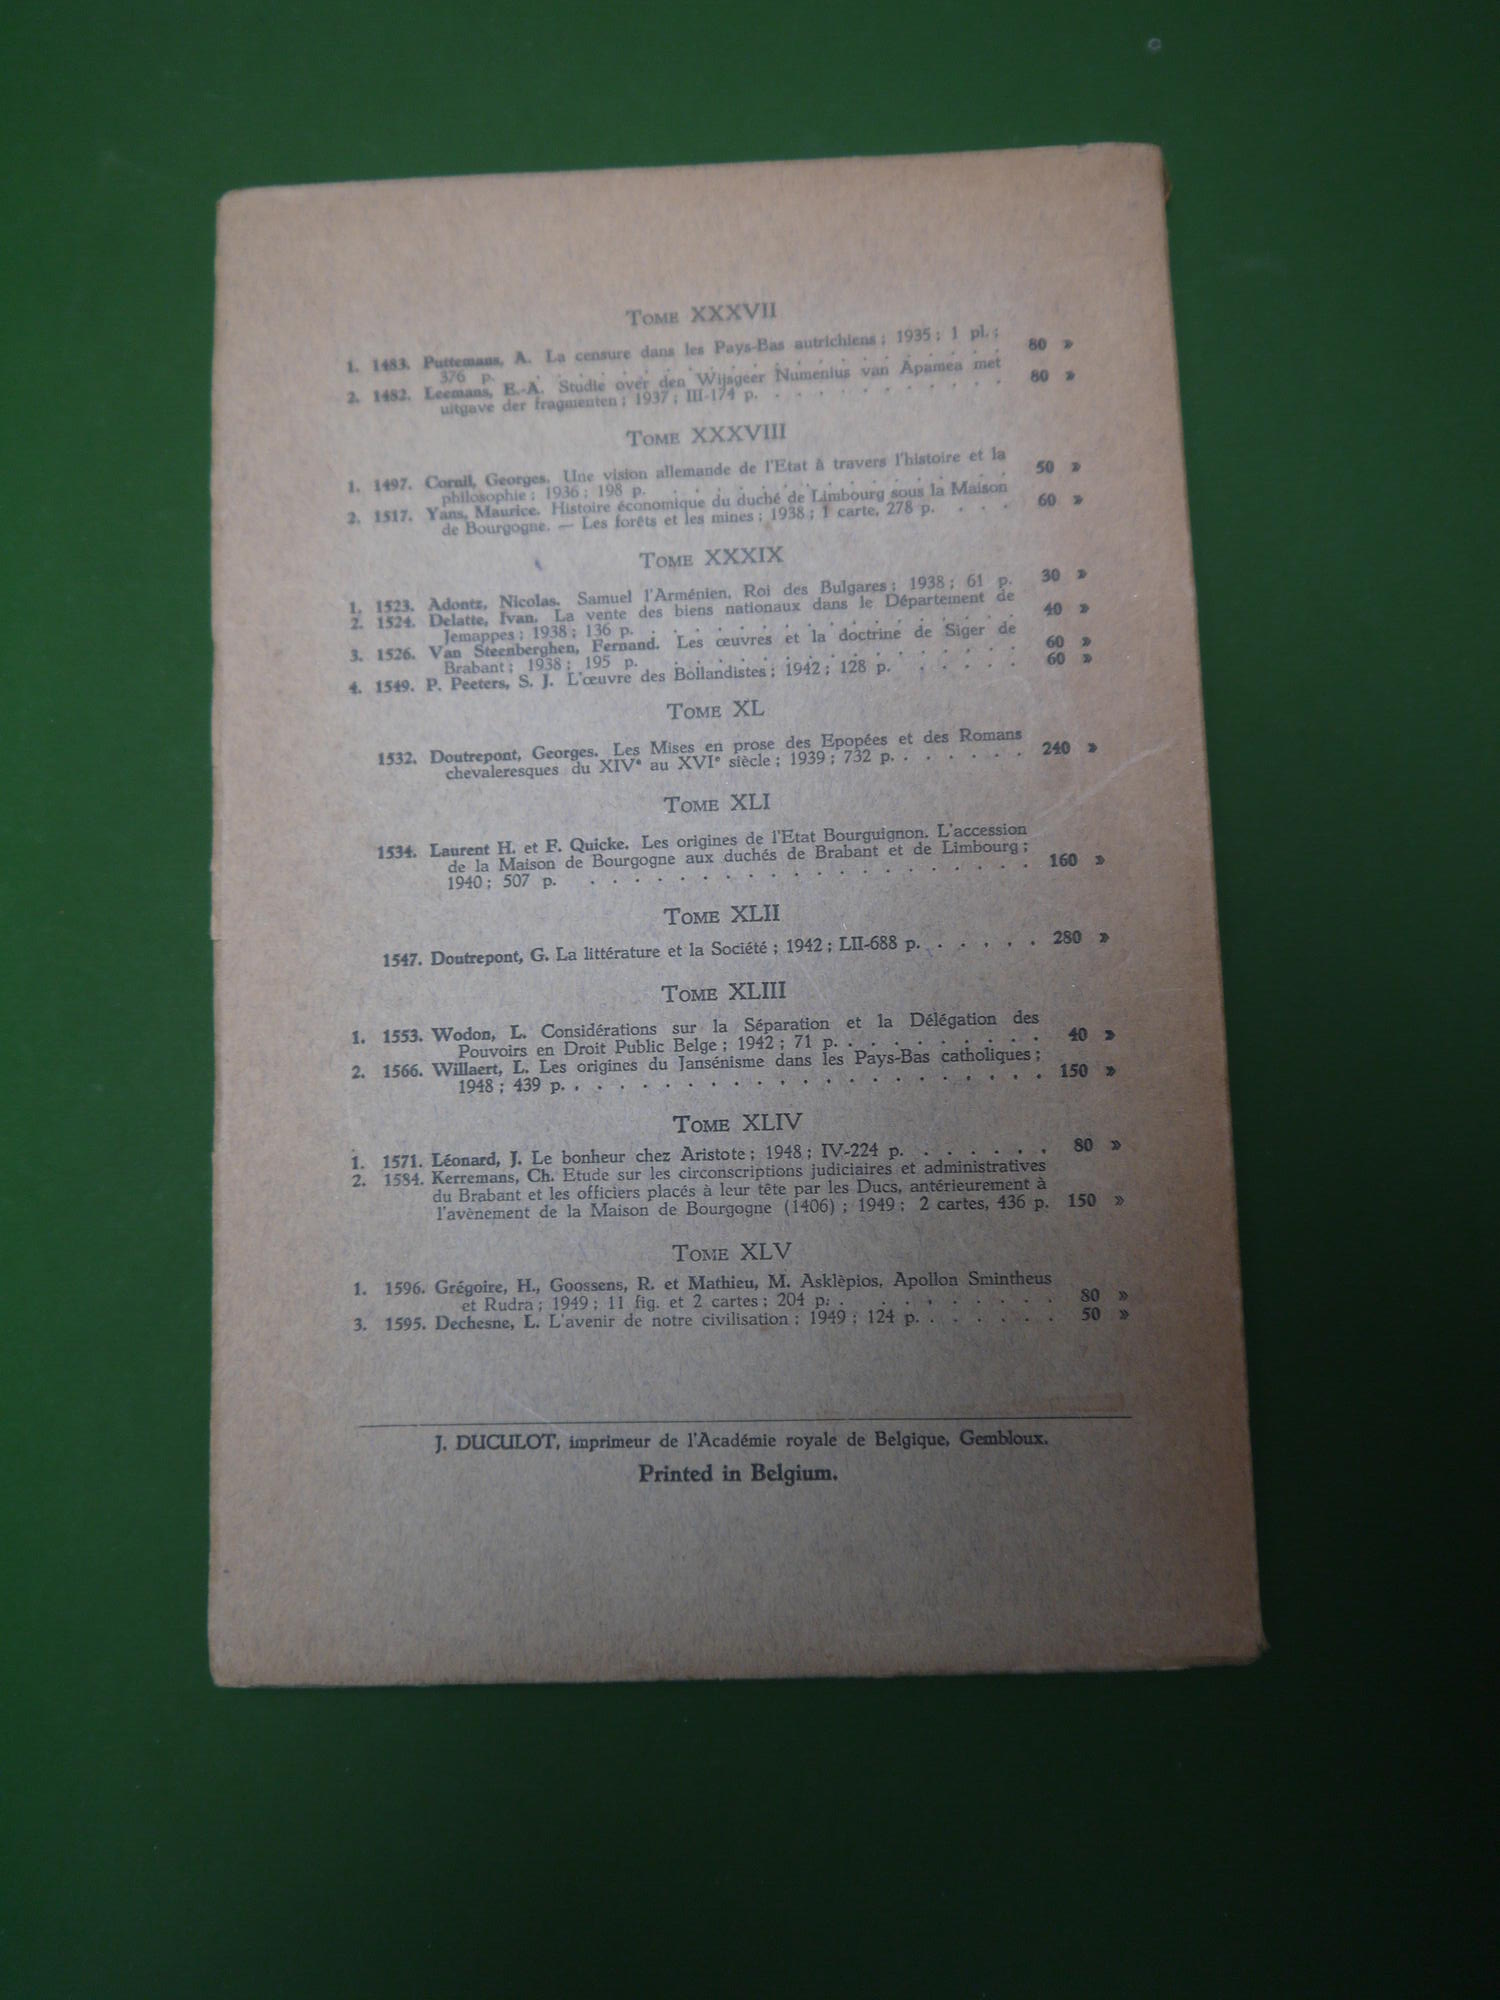 TOME XXXVII
1. 1483. Puttemans, A. La censure dans les Pays-Bas autrichiens ; 1935 ; 1 pl. ;
376 p. . . . . . . . . . . . . . . . . 80 »
2. 1482. Leemans, E.-A. Studie over den Wijsgeer Numenius van Apamea met
uitgave der fragmenten ; 1937 ; III-174 p. . . . . . . . . . . 80 »
TOME XXXVIII
1. 1497. Cornil, Georges. Une vision allemande de l'Etat à travers l'histoire et la
philosophie ; 1936 ; 198 p. . . . . . . . . . . . . . 50 »
2. 1517. Yans, Maurice. Histoire économique du duché de Limbourg sous la Maison
de Bourgogne. — Les forêts et les mines ; 1938 ; 1 carte, 278 p. . . . 60 »
TOME XXXIX
1. 1523. Adontz, Nicolas. Samuel l'Arménien, Roi des Bulgares ; 1938 ; 61 p. 30 »
2. 1524. Delatte, Ivan. La vente des biens nationaux dans le Département de
Jemappes ; 1938 ; 136 p. . . . . . . . . . . . . . . 40 »
3. 1526. Van Steenberghen, Fernand. Les œuvres et la doctrine de Siger de
Brabant ; 1938 ; 195 p. . . . . . . . . . . . . . . 60 »
4. 1549. P. Peeters, S. J. L'œuvre des Bollandistes ; 1942 ; 128 p. . . . . . 60 »
TOME XL
1532. Doutrepont, Georges. Les Mises en prose des Epopées et des Romans
chevaleresques du XIVe au XVIe siècle ; 1939 ; 732 p. . . . . . . 240 »
TOME XLI
1534. Laurent H. et F. Quicke. Les origines de l'Etat Bourguignon. L'accession
de la Maison de Bourgogne aux duchés de Brabant et de Limbourg ;
1940 ; 507 p. . . . . . . . . . . . . . . . . . 160 »
TOME XLII
1547. Doutrepont, G. La littérature et la Société ; 1942 ; LII-688 p. . . . . . 280 »
TOME XLIII
1. 1553. Wodon, L. Considérations sur la Séparation et la Délégation des
Pouvoirs en Droit Public Belge ; 1942 ; 71 p. . . . . . . . . . 40 »
2. 1566. Willaert, L. Les origines du Jansénisme dans les Pays-Bas catholiques ;
1948 ; 439 p. . . . . . . . . . . . . . . . . . . . 150 »
TOME XLIV
1. 1571. Léonard, J. Le bonheur chez Aristote ; 1948 ; IV-224 p. . . . . . . 80 »
2. 1584. Kerremans, Ch. Etude sur les circonscriptions judiciaires et administratives
du Brabant et les officiers placés à leur tête par les Ducs, antérieurement à
l'avènement de la Maison de Bourgogne (1406) ; 1949 ; 2 cartes, 436 p. 150 »
TOME XLV
1. 1596. Grégoire, H., Goossens, R. et Mathieu, M. Asklèpios, Apollon Smintheus
et Rudra ; 1949 ; 11 fig. et 2 cartes ; 204 p. . . . . . . . . . 80 »
3. 1595. Dechesne, L. L'avenir de notre civilisation ; 1949 ; 124 p. . . . . . . 50 »
J. DUCULOT, imprimeur de l'Académie royale de Belgique, Gembloux.
Printed in Belgium.